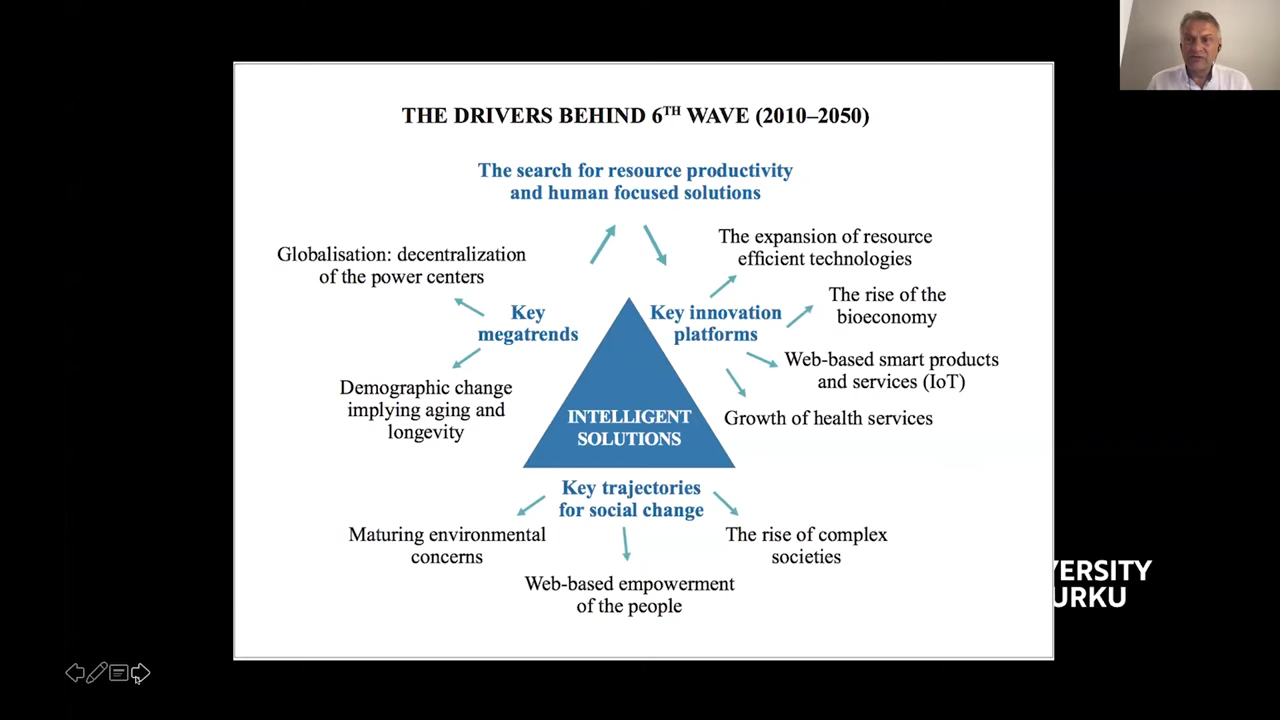 THE DRIVERS BEHIND 6TH WAVE (2010–2050)
The search for resource productivity
and human focused solutions
Globalisation: decentralization
of the power centers
The expansion of resource
efficient technologies
The rise of the
bioeconomy
Key
megatrends
Key innovation
platforms
Web-based smart products
and services (IoT)
Demographic change
implying aging and
longevity
Growth of health services
INTELLIGENT
SOLUTIONS
Key trajectories
for social change
Maturing environmental
concerns
The rise of complex
societies
Web-based empowerment
of the people
VERSITY
URKU